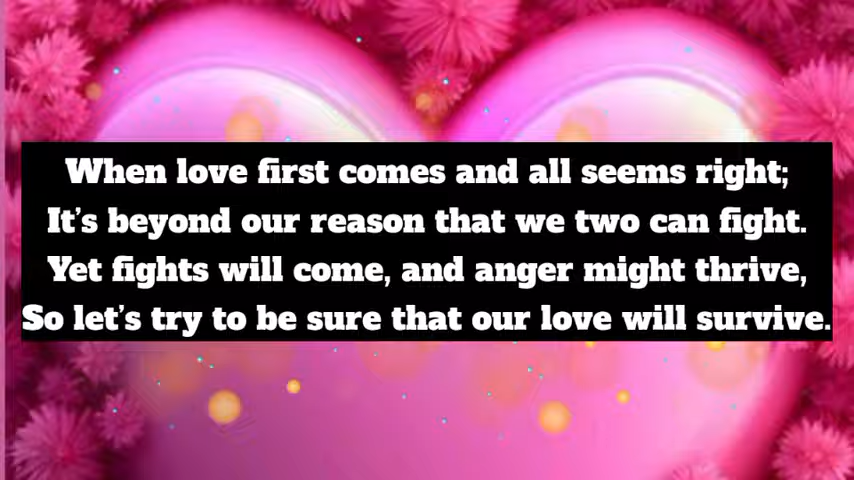 When love first comes and all seems right;
It's beyond our reason that we two can fight.
Yet fights will come, and anger might thrive,
So let's try to be sure that our love will survive.